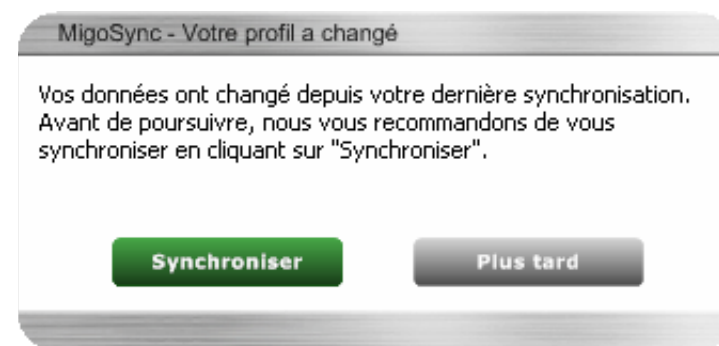 MigoSync - Votre profil a changé
Vos données ont changé depuis votre dernière synchronisation.
Avant de poursuivre, nous vous recommandons de vous
synchroniser en cliquant sur "Synchroniser".
Synchroniser
Plus tard